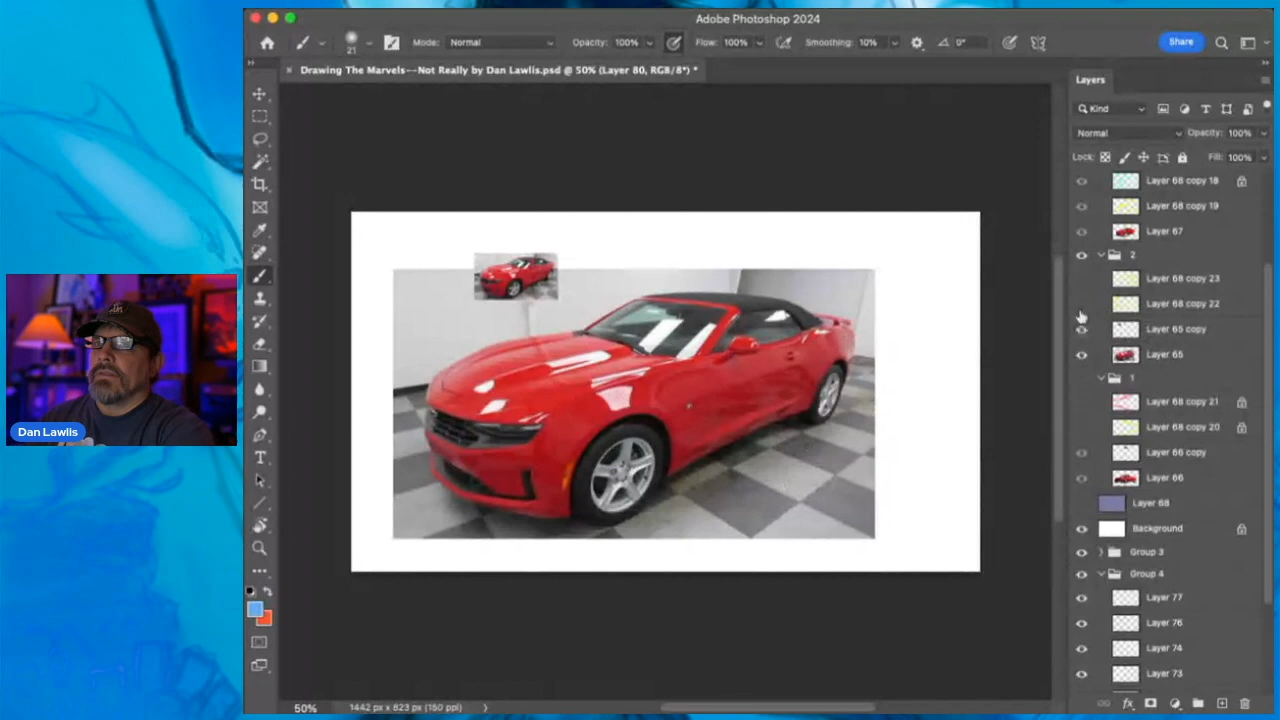 Adobe Photoshop 2024
21
Mode: Normal
Opacity: 100%
Flow: 100%
Smoothing: 10%
0°
Share
Drawing The Marvels--Not Really by Dan Lawlis.psd @ 50% (Layer 80, RGB/8*) *
Layers
Kind
Normal
Opacity: 100%
Lock:
Fill: 100%
Layer 68 copy 18
Layer 68 copy 19
Layer 67
2
Layer 68 copy 23
Layer 68 copy 22
Layer 65 copy
Layer 65
1
Layer 68 copy 21
Layer 68 copy 20
Layer 66 copy
Layer 66
Layer 68
Background
Group 3
Group 4
Layer 77
Layer 76
Layer 74
Layer 73
Dan Lawlis
50%
1442 px x 823 px (150 ppi)